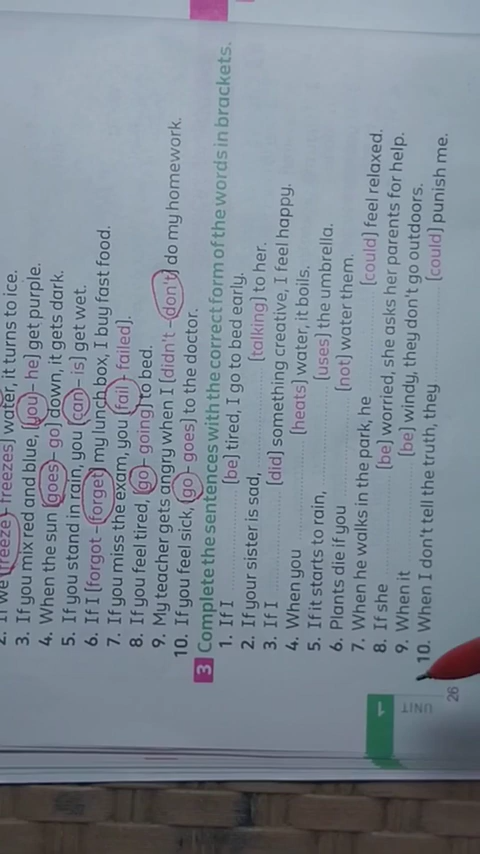 2. If we [freeze – freezes] water, it turns to ice.
3. If you mix red and blue, [you – he] get purple.
4. When the sun [goes – go] down, it gets dark.
5. If you stand in rain, you [can – is] get wet.
6. If I [forgot – forget] my lunchbox, I buy fast food.
7. If you miss the exam, you [fail – failed].
8. If you feel tired, [go – going] to bed.
9. My teacher gets angry when I [didn't – don't] do my homework.
10. If you feel sick, [go – goes] to the doctor.
3 Complete the sentences with the correct form of the words in brackets.
1. If I .......... [be] tired, I go to bed early.
2. If your sister is sad, .......... [talking] to her.
3. If I .......... [did] something creative, I feel happy.
4. When you .......... [heats] water, it boils.
5. If it starts to rain, .......... [uses] the umbrella.
6. Plants die if you .......... [not] water them.
7. When he walks in the park, he .......... [could] feel relaxed.
8. If she .......... [be] worried, she asks her parents for help.
9. When it .......... [be] windy, they don't go outdoors.
10. When I don't tell the truth, they .......... [could] punish me.
UNIT 1
26